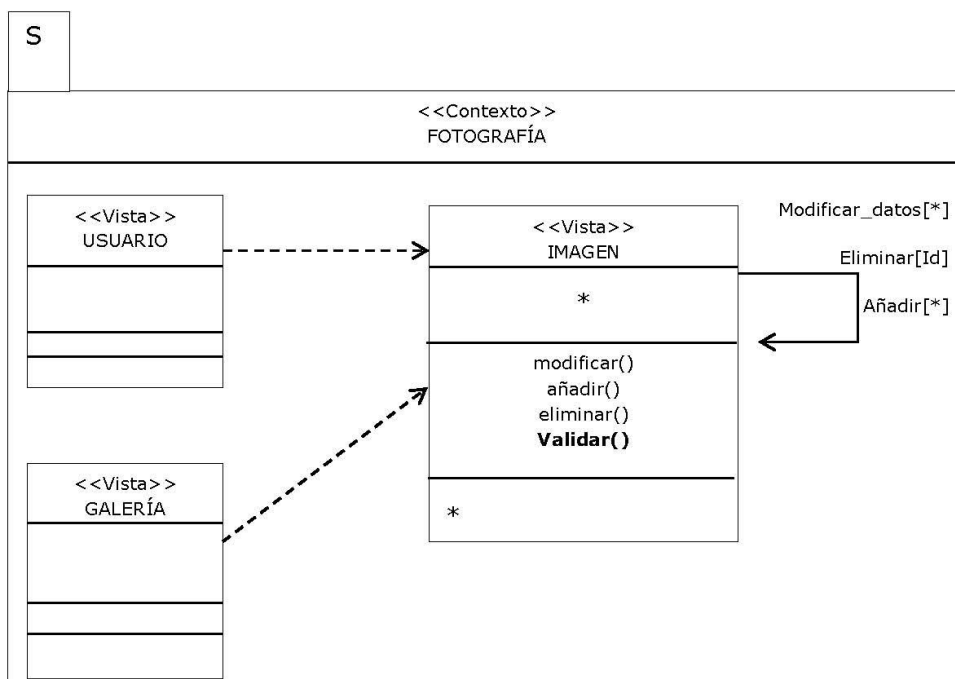 S
<<Contexto>>
FOTOGRAFÍA
<<Vista>>
USUARIO
<<Vista>>
IMAGEN
*
modificar()
añadir()
eliminar()
Validar()
*
Modificar_datos[*]
Eliminar[Id]
Añadir[*]
<<Vista>>
GALERÍA